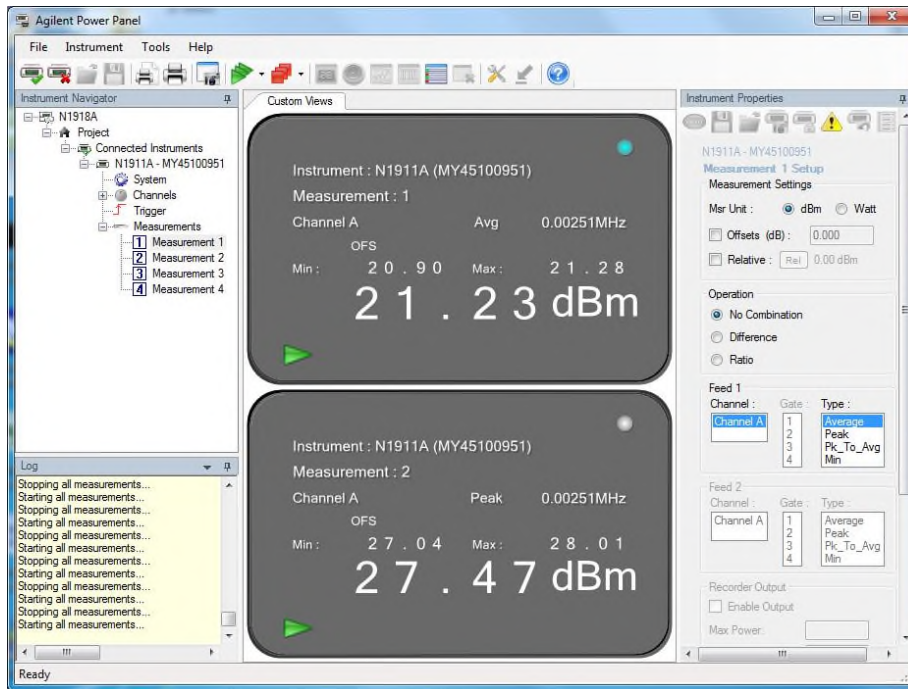 Agilent Power Panel
File Instrument Tools Help
Instrument Navigator
N1918A
Project
Connected Instruments
N1911A - MY45100951
System
Channels
Trigger
Measurements
1 Measurement 1
2 Measurement 2
3 Measurement 3
4 Measurement 4
Log
Stopping all measurements...
Starting all measurements...
Stopping all measurements...
Starting all measurements...
Stopping all measurements...
Starting all measurements...
Stopping all measurements...
Starting all measurements...
Stopping all measurements...
Starting all measurements...
Stopping all measurements...
Starting all measurements...
Custom Views
Instrument : N1911A (MY45100951)
Measurement : 1
Channel A Avg 0.00251MHz
OFS
Min : 20.90 Max : 21.28
21.23 dBm
Instrument : N1911A (MY45100951)
Measurement : 2
Channel A Peak 0.00251MHz
OFS
Min : 27.04 Max : 28.01
27.47 dBm
Instrument Properties
N1911A - MY45100951
Measurement 1 Setup
Measurement Settings
Msr Unit : dBm Watt
Offsets (dB) : 0.000
Relative : Rel 0.00 dBm
Operation
No Combination
Difference
Ratio
Feed 1
Channel : Gate : Type :
Channel A 1 Average
2 Peak
3 Pk_To_Avg
4 Min
Feed 2
Channel : Gate : Type :
Channel A 1 Average
2 Peak
3 Pk_To_Avg
4 Min
Recorder Output
Enable Output
Max Power:
Ready